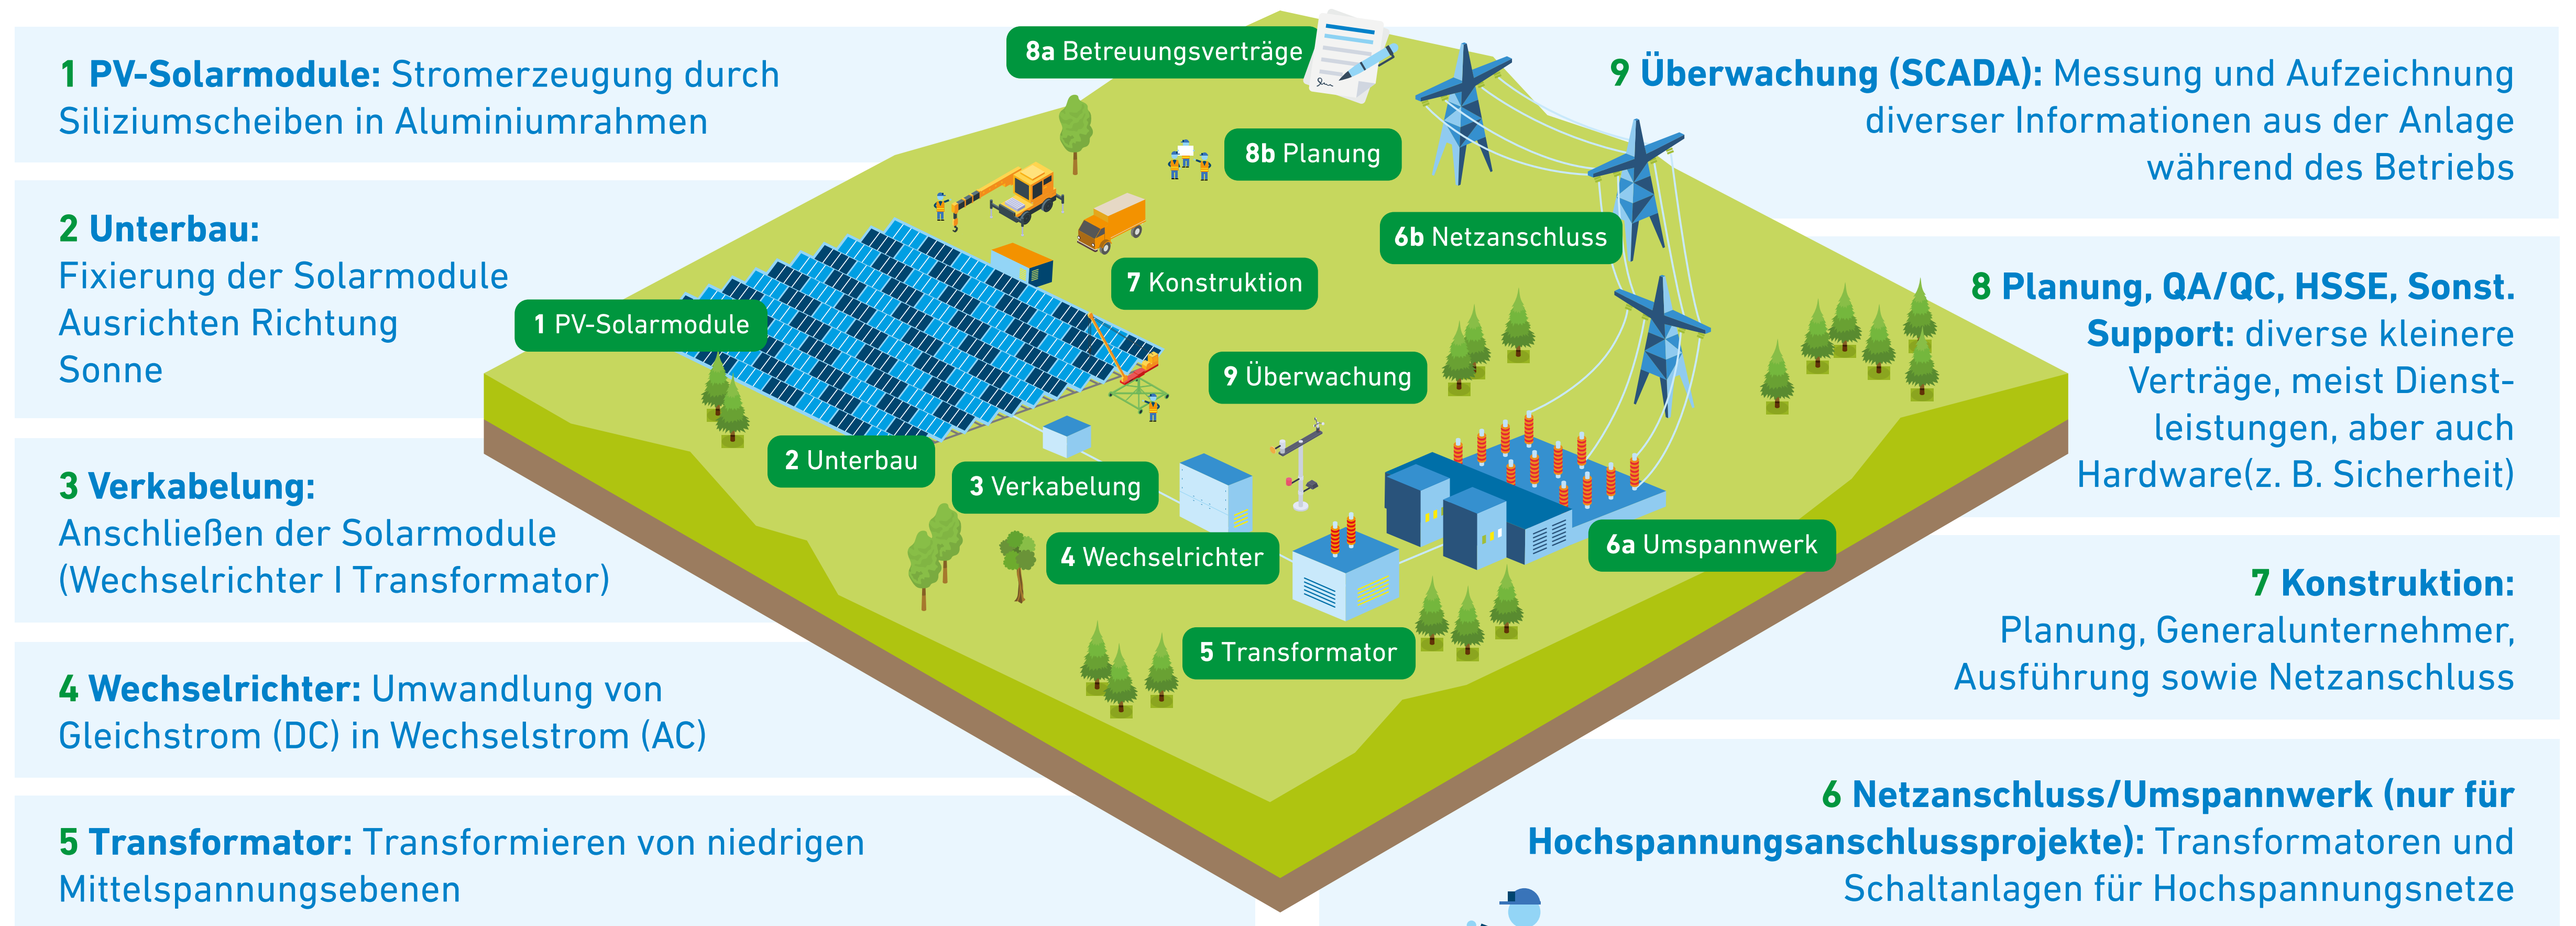 1 PV-Solarmodule: Stromerzeugung durch
Siliziumscheiben in Aluminiumrahmen
2 Unterbau:
Fixierung der Solarmodule
Ausrichten Richtung
Sonne
3 Verkabelung:
Anschließen der Solarmodule
(Wechselrichter I Transformator)
4 Wechselrichter: Umwandlung von
Gleichstrom (DC) in Wechselstrom (AC)
5 Transformator: Transformieren von niedrigen
Mittelspannungsebenen
8a Betreuungsverträge
8b Planung
6b Netzanschluss
7 Konstruktion
1 PV-Solarmodule
9 Überwachung
2 Unterbau
3 Verkabelung
4 Wechselrichter
6a Umspannwerk
5 Transformator
9 Überwachung (SCADA): Messung und Aufzeichnung
diverser Informationen aus der Anlage
während des Betriebs
8 Planung, QA/QC, HSSE, Sonst.
Support: diverse kleinere
Verträge, meist Dienst-
leistungen, aber auch
Hardware(z. B. Sicherheit)
7 Konstruktion:
Planung, Generalunternehmer,
Ausführung sowie Netzanschluss
6 Netzanschluss/Umspannwerk (nur für
Hochspannungsanschlussprojekte): Transformatoren und
Schaltanlagen für Hochspannungsnetze